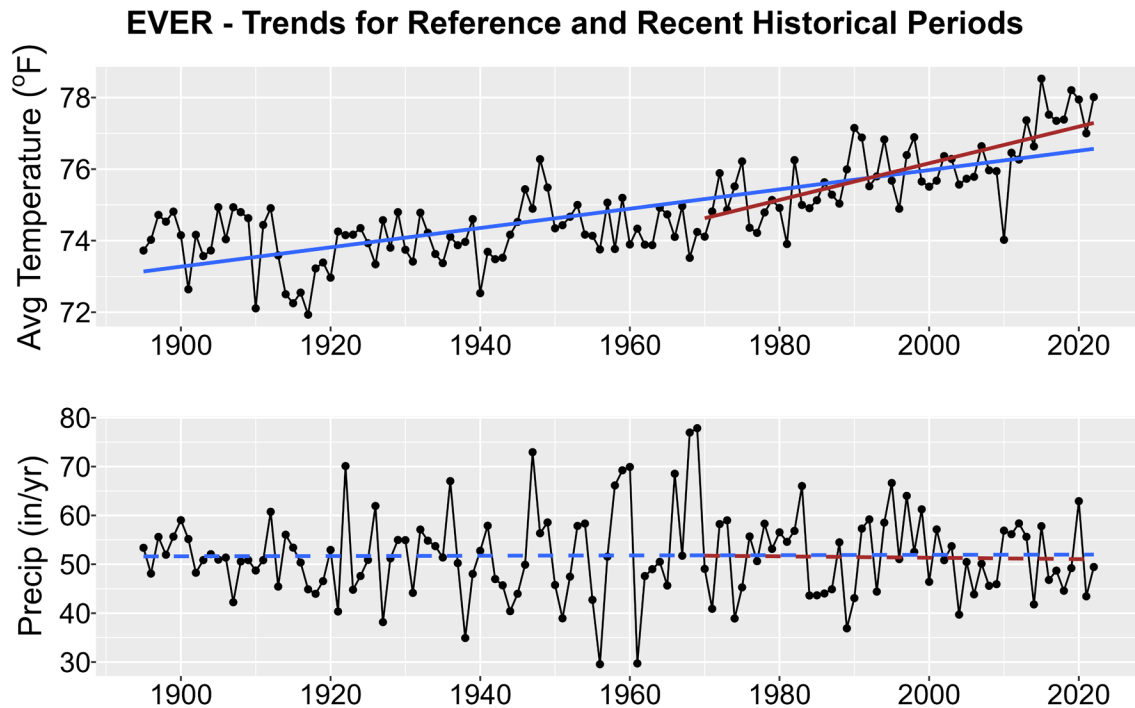 EVER - Trends for Reference and Recent Historical Periods
Avg Temperature (°F)
78
76
74
72
1900 1920 1940 1960 1980 2000 2020
Precip (in/yr)
80
70
60
50
40
30
1900 1920 1940 1960 1980 2000 2020